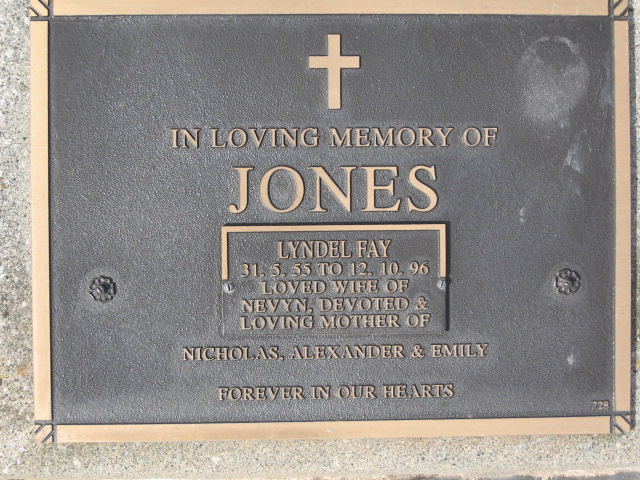 IN LOVING MEMORY OF
JONES
LYNDEL FAY
31. 5. 55 TO 12. 10. 96
LOVED WIFE OF
NEVYN, DEVOTED &
LOVING MOTHER OF
NICHOLAS, ALEXANDER & EMILY
FOREVER IN OUR HEARTS
728